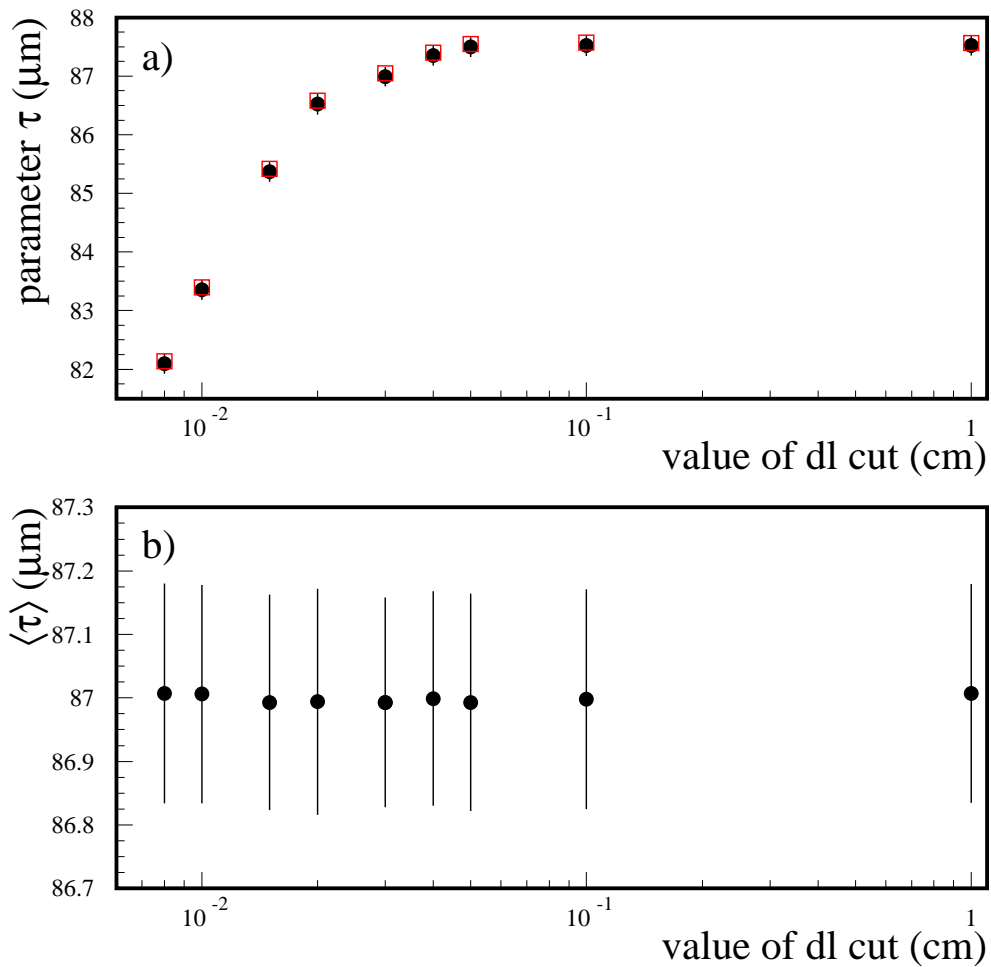 a)
parameter τ (μm)
88
87
86
85
84
83
82
10⁻² 10⁻¹ 1
value of dl cut (cm)
b)
⟨τ⟩ (μm)
87.3
87.2
87.1
87
86.9
86.8
86.7
10⁻² 10⁻¹ 1
value of dl cut (cm)